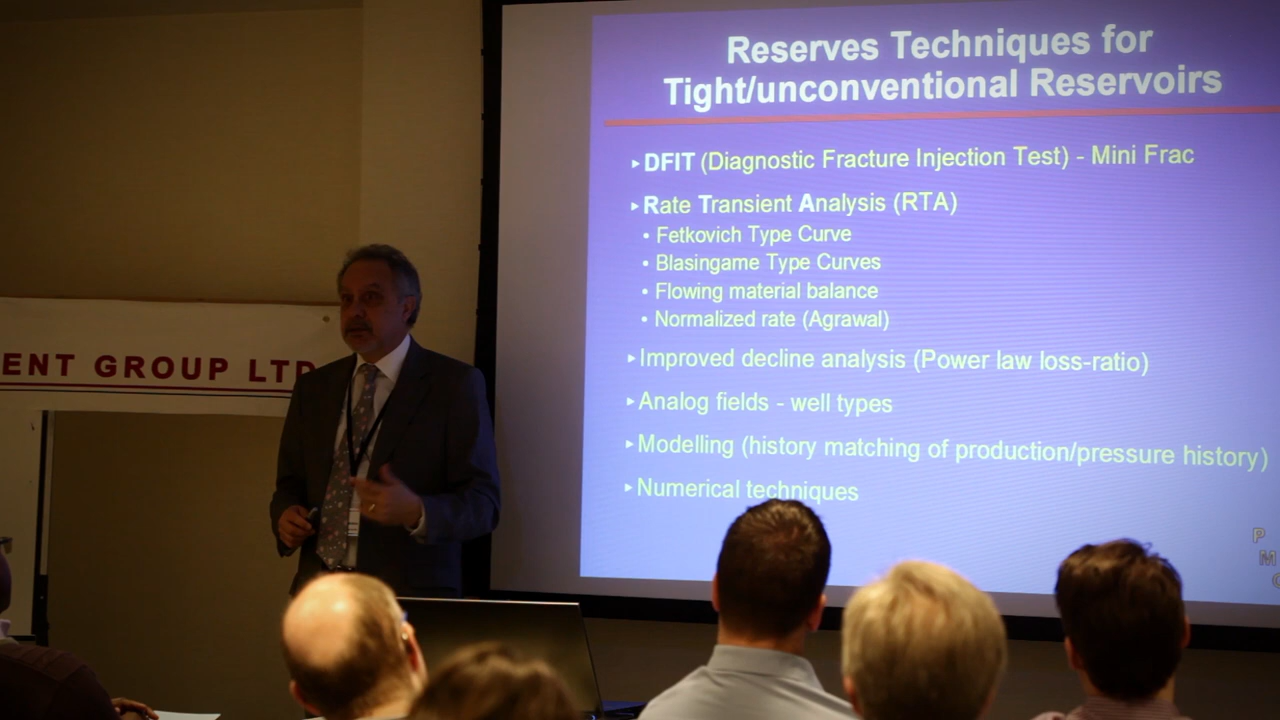 Reserves Techniques for
Tight/unconventional Reservoirs
▸ DFIT (Diagnostic Fracture Injection Test) - Mini Frac
▸ Rate Transient Analysis (RTA)
• Fetkovich Type Curve
• Blasingame Type Curves
• Flowing material balance
• Normalized rate (Agrawal)
▸ Improved decline analysis (Power law loss-ratio)
▸ Analog fields - well types
▸ Modelling (history matching of production/pressure history)
▸ Numerical techniques
ENT GROUP LTD
P
M